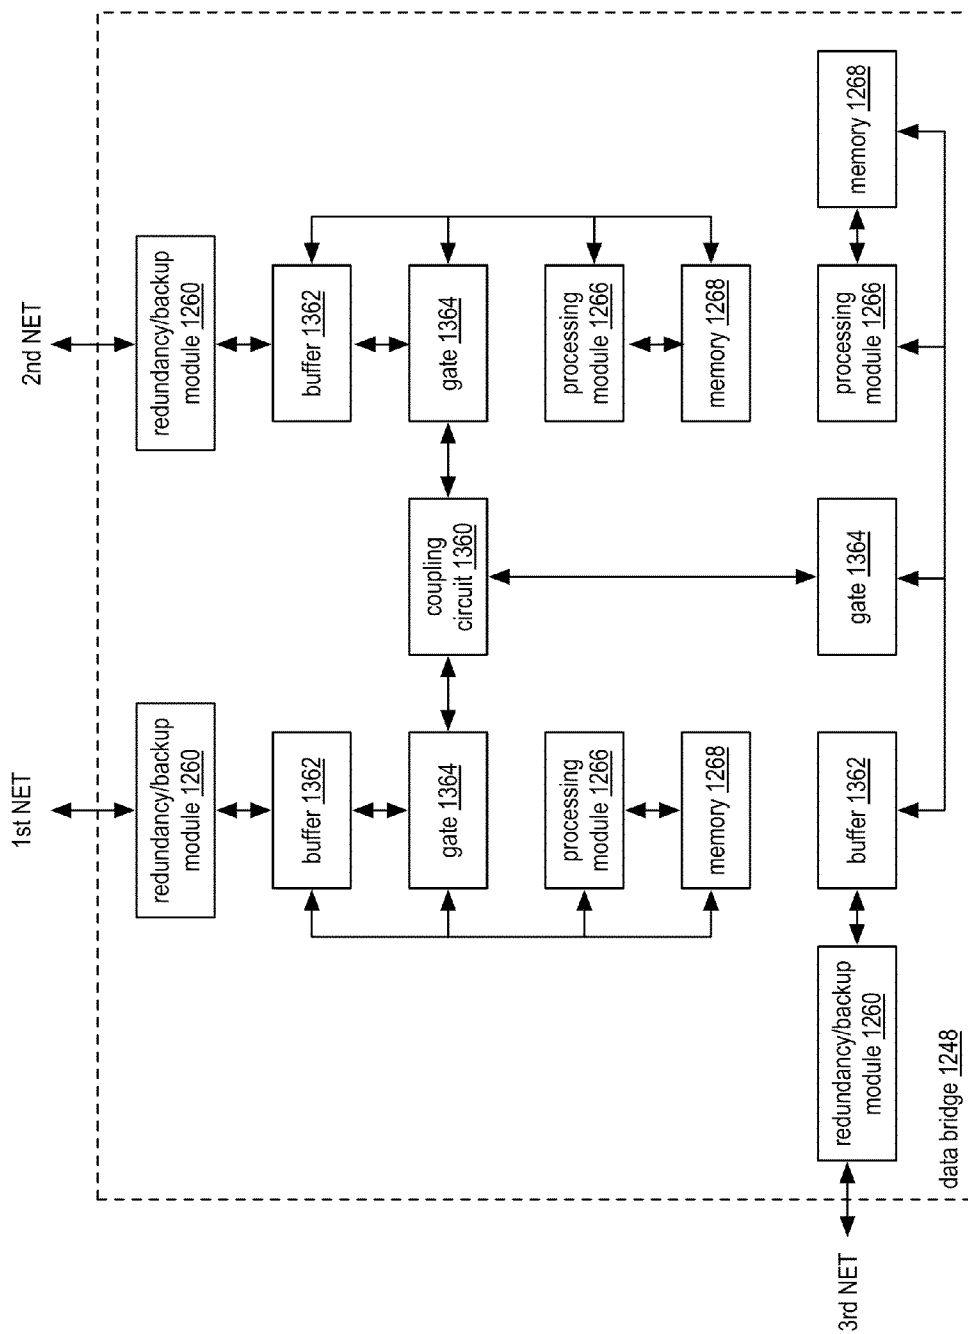 1st NET
2nd NET
redundancy/backup
module 1260
redundancy/backup
module 1260
buffer 1362
buffer 1362
gate 1364
coupling
circuit 1360
gate 1364
processing
module 1266
processing
module 1266
memory 1268
memory 1268
3rd NET
redundancy/backup
module 1260
buffer 1362
gate 1364
processing
module 1266
memory 1268
data bridge 1248